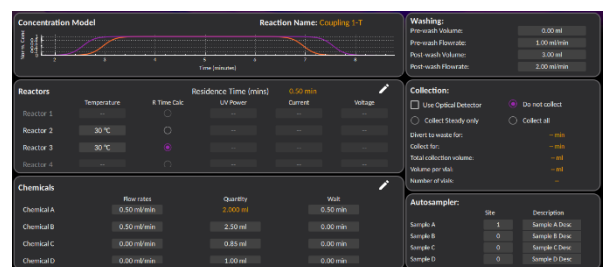 Concentration Model
Reaction Name: Coupling 1-T
2 3 4 5 6 7 8
Time (minutes)
Reactors
Residence Time (mins) 0.50 min
Temperature R Time Calc UV Power Current Voltage
Reactor 1 -- -- -- --
Reactor 2 30 °C -- -- --
Reactor 3 30 °C -- -- --
Reactor 4 -- -- -- --
Chemicals
Flow rates Quantity Wait
Chemical A 0.50 ml/min 2.000 ml 0.50 min
Chemical B 0.50 ml/min 2.50 ml 0.00 min
Chemical C 0.00 ml/min 0.85 ml 0.00 min
Chemical D 0.00 ml/min 1.00 ml 0.00 min
Washing:
Pre-wash Volume: 0.00 ml
Pre-wash Flowrate: 1.00 ml/min
Post-wash Volume: 3.00 ml
Post-wash Flowrate: 2.00 ml/min
Collection:
Use Optical Detector Do not collect
Collect Steady only Collect all
Divert to waste for: -- min
Collect for: -- min
Total collection volume: -- ml
Volume per vial: -- ml
Number of vials: --
Autosampler:
Site Description
Sample A 1 Sample A Desc
Sample B 0 Sample B Desc
Sample C 0 Sample C Desc
Sample D 0 Sample D Desc